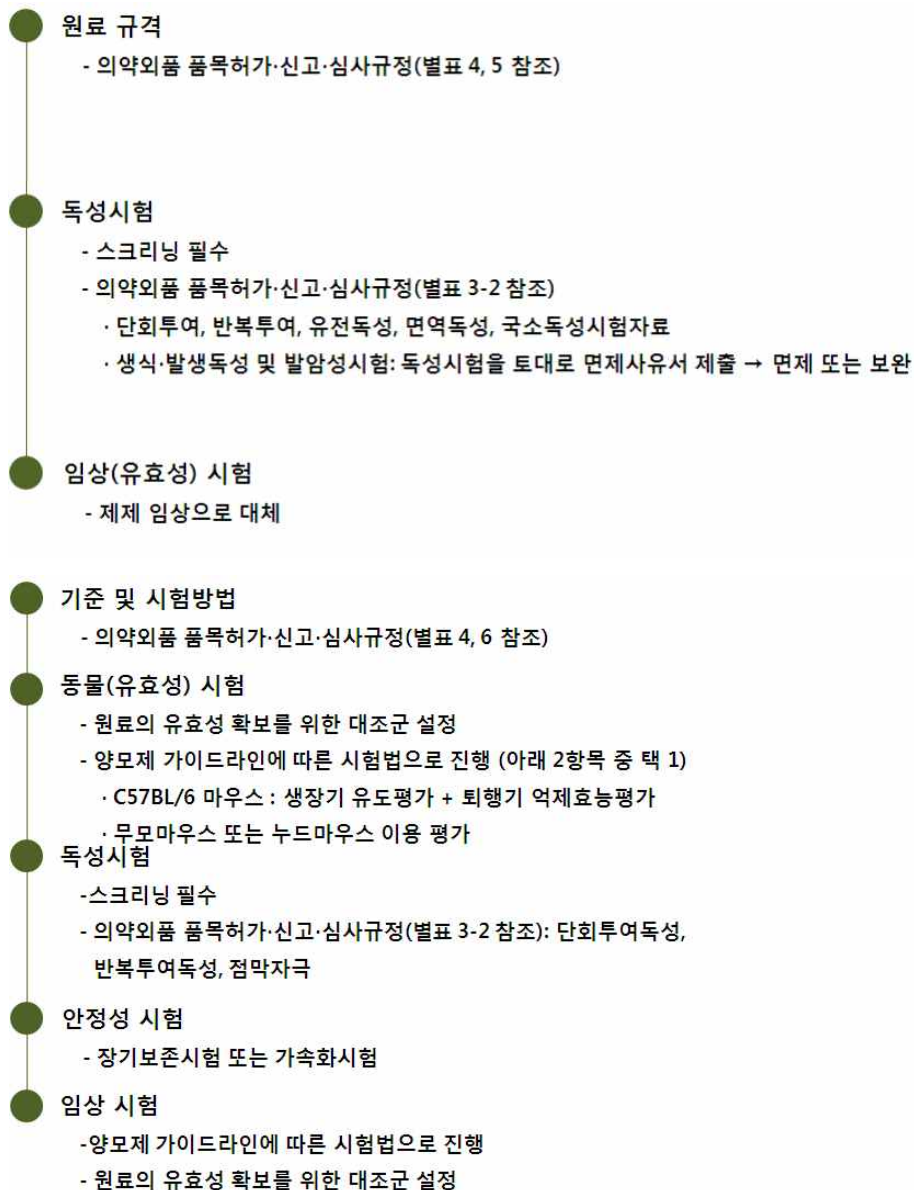 원료 규격
- 의약외품 품목허가·신고·심사규정(별표 4, 5 참조)
독성시험
- 스크리닝 필수
- 의약외품 품목허가·신고·심사규정(별표 3-2 참조)
· 단회투여, 반복투여, 유전독성, 면역독성, 국소독성시험자료
· 생식·발생독성 및 발암성시험: 독성시험을 토대로 면제사유서 제출 → 면제 또는 보완
임상(유효성) 시험
- 제제 임상으로 대체
기준 및 시험방법
- 의약외품 품목허가·신고·심사규정(별표 4, 6 참조)
동물(유효성) 시험
- 원료의 유효성 확보를 위한 대조군 설정
- 양모제 가이드라인에 따른 시험법으로 진행 (아래 2항목 중 택 1)
· C57BL/6 마우스 : 생장기 유도평가 + 퇴행기 억제효능평가
· 무모마우스 또는 누드마우스 이용 평가
독성시험
-스크리닝 필수
- 의약외품 품목허가·신고·심사규정(별표 3-2 참조): 단회투여독성,
반복투여독성, 점막자극
안정성 시험
- 장기보존시험 또는 가속화시험
임상 시험
-양모제 가이드라인에 따른 시험법으로 진행
- 원료의 유효성 확보를 위한 대조군 설정